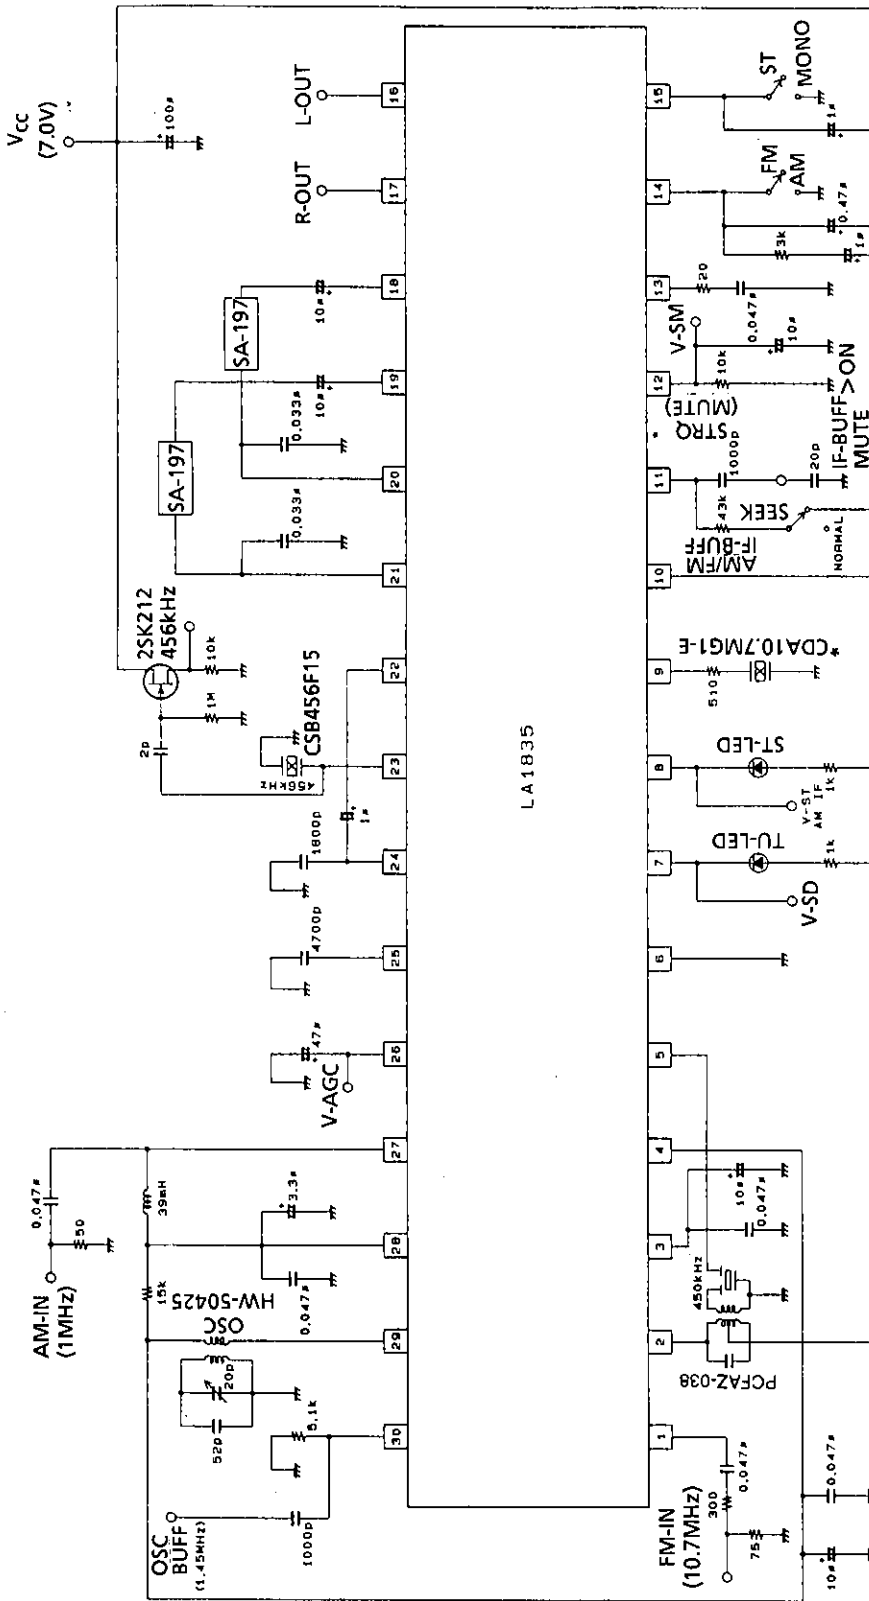 VCC
(7.0V)
100µ
L-OUT
R-OUT
16
17
18
19
20
21
22
23
24
25
26
27
28
29
30
SA-197
10µ
SA-197
10µ
0.033µ
0.033µ
2SK212
456kHz
10k
1M
2p
CSB456F15
456kHz
1µ
1800p
4700p
47µ
V-AGC
AM-IN
(1MHz)
0.047µ
50
39mH
3.3µ
15k
HW-50425
0.047µ
OSC
20p
52p
5.1k
OSC
BUFF
(1.45MHz)
1000p
LA1835
15
14
13
12
11
10
9
8
7
6
5
4
3
2
1
ST
MONO
1µ
FM
AM
0.47µ
3k
1µ
20
0.047µ
V-SM
10µ
10k
STRQ
(MUTE)
*
1000p
20p
IF-BUFF
MUTE
>ON
43k
SEEK
NORMAL
AM/FM
IF-BUFF
510
*CDA10.7MG1-E
ST-LED
V-ST
AM IF
1k
TU-LED
1k
V-SD
10µ
0.047µ
450kHz
PCFAZ-038
FM-IN
(10.7MHz)
0.047µ
300
75
0.047µ
10µ